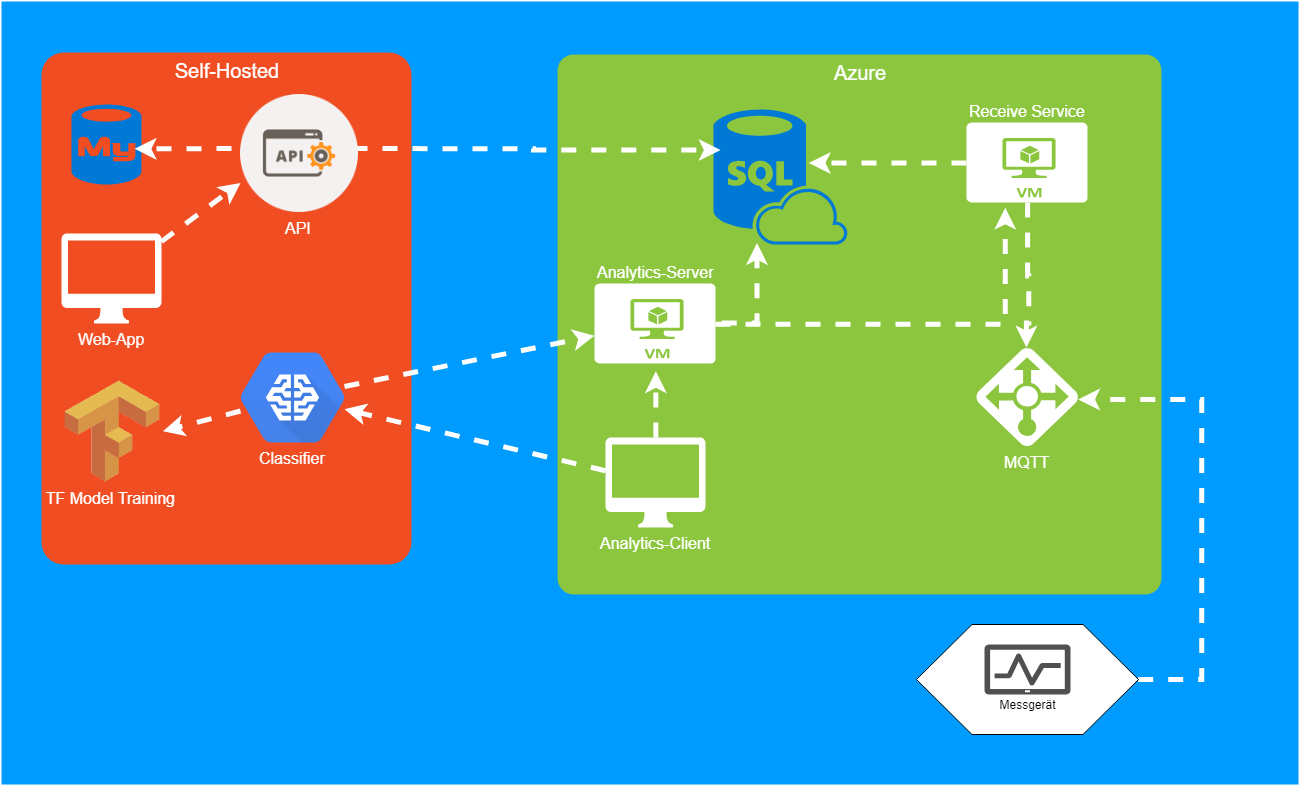 Self-Hosted
My
API
API
Web-App
TF Model Training
Classifier
Azure
SQL
Receive Service
VM
Analytics-Server
VM
Analytics-Client
MQTT
Messgerät